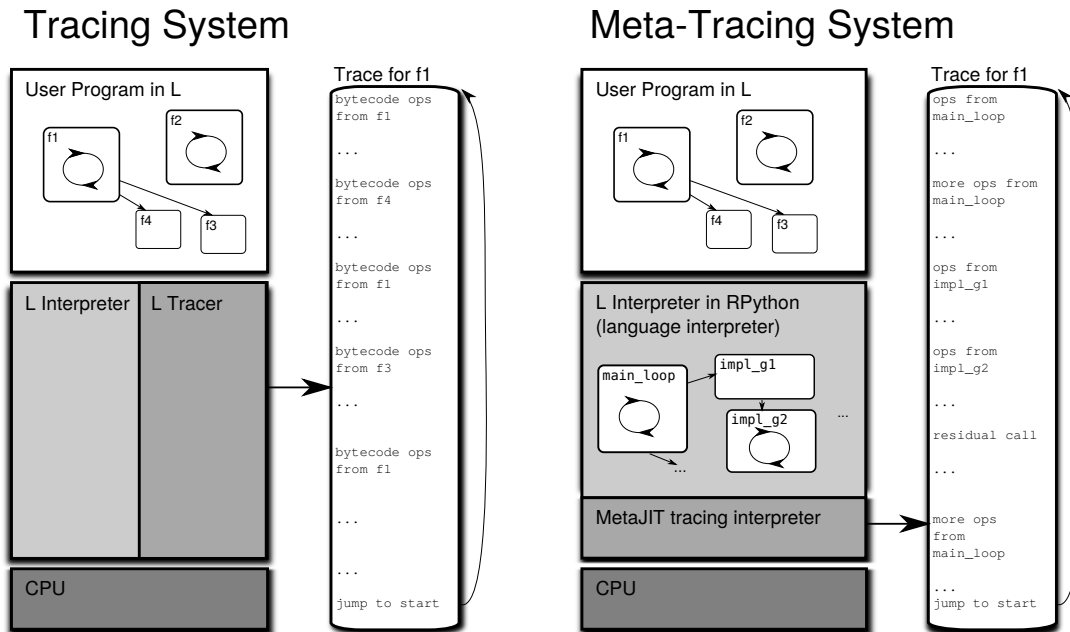 Tracing System
User Program in L
f1
f2
f4
f3
L Interpreter
L Tracer
CPU
Trace for f1
bytecode ops
from f1
...
bytecode ops
from f4
...
bytecode ops
from f1
...
bytecode ops
from f3
...
bytecode ops
from f1
...
...
jump to start
Meta-Tracing System
User Program in L
f1
f2
f4
f3
L Interpreter in RPython
(language interpreter)
main_loop
impl_g1
impl_g2
...
...
MetaJIT tracing interpreter
CPU
Trace for f1
ops from
main_loop
...
more ops from
main_loop
...
ops from
impl_g1
...
ops from
impl_g2
...
residual call
...
more ops
from
main_loop
...
jump to start